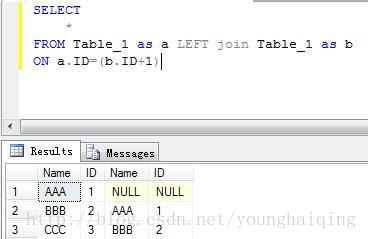 SELECT
*
FROM Table_1 as a LEFT join Table_1 as b
ON a.ID=(b.ID+1)
Results Messages
Name ID Name ID
1 AAA 1 NULL NULL
2 BBB 2 AAA 1
3 CCC 3 BBB 2
http://blog.csdn.net/younghaiqing